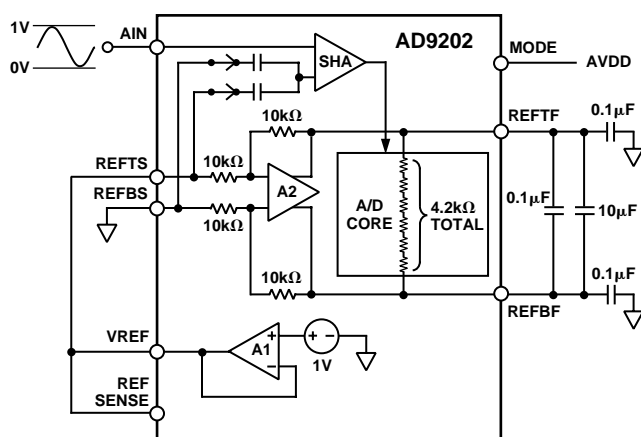 1V
0V
AIN
AD9202
SHA
MODE
AVDD
10kΩ
REFTF
0.1µF
REFTS
10kΩ
REFBS
A2
10kΩ
A/D
CORE
4.2kΩ
TOTAL
0.1µF
10µF
10kΩ
0.1µF
REFBF
VREF
A1
+
−
+ −
1V
REF
SENSE